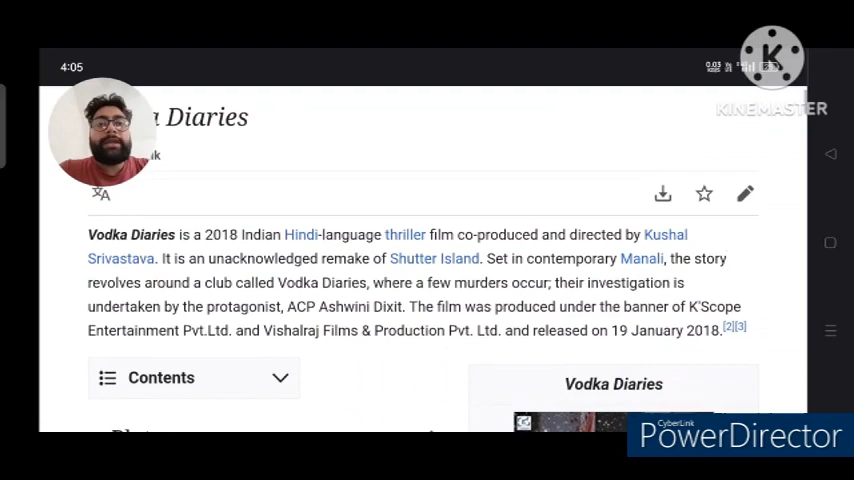 4:05
0.03
KINEMASTER
a Diaries
Vodka Diaries is a 2018 Indian Hindi-language thriller film co-produced and directed by Kushal
Srivastava. It is an unacknowledged remake of Shutter Island. Set in contemporary Manali, the story
revolves around a club called Vodka Diaries, where a few murders occur; their investigation is
undertaken by the protagonist, ACP Ashwini Dixit. The film was produced under the banner of K'Scope
Entertainment Pvt.Ltd. and Vishalraj Films & Production Pvt. Ltd. and released on 19 January 2018.[2][3]
Contents
Vodka Diaries
CyberLink
PowerDirector